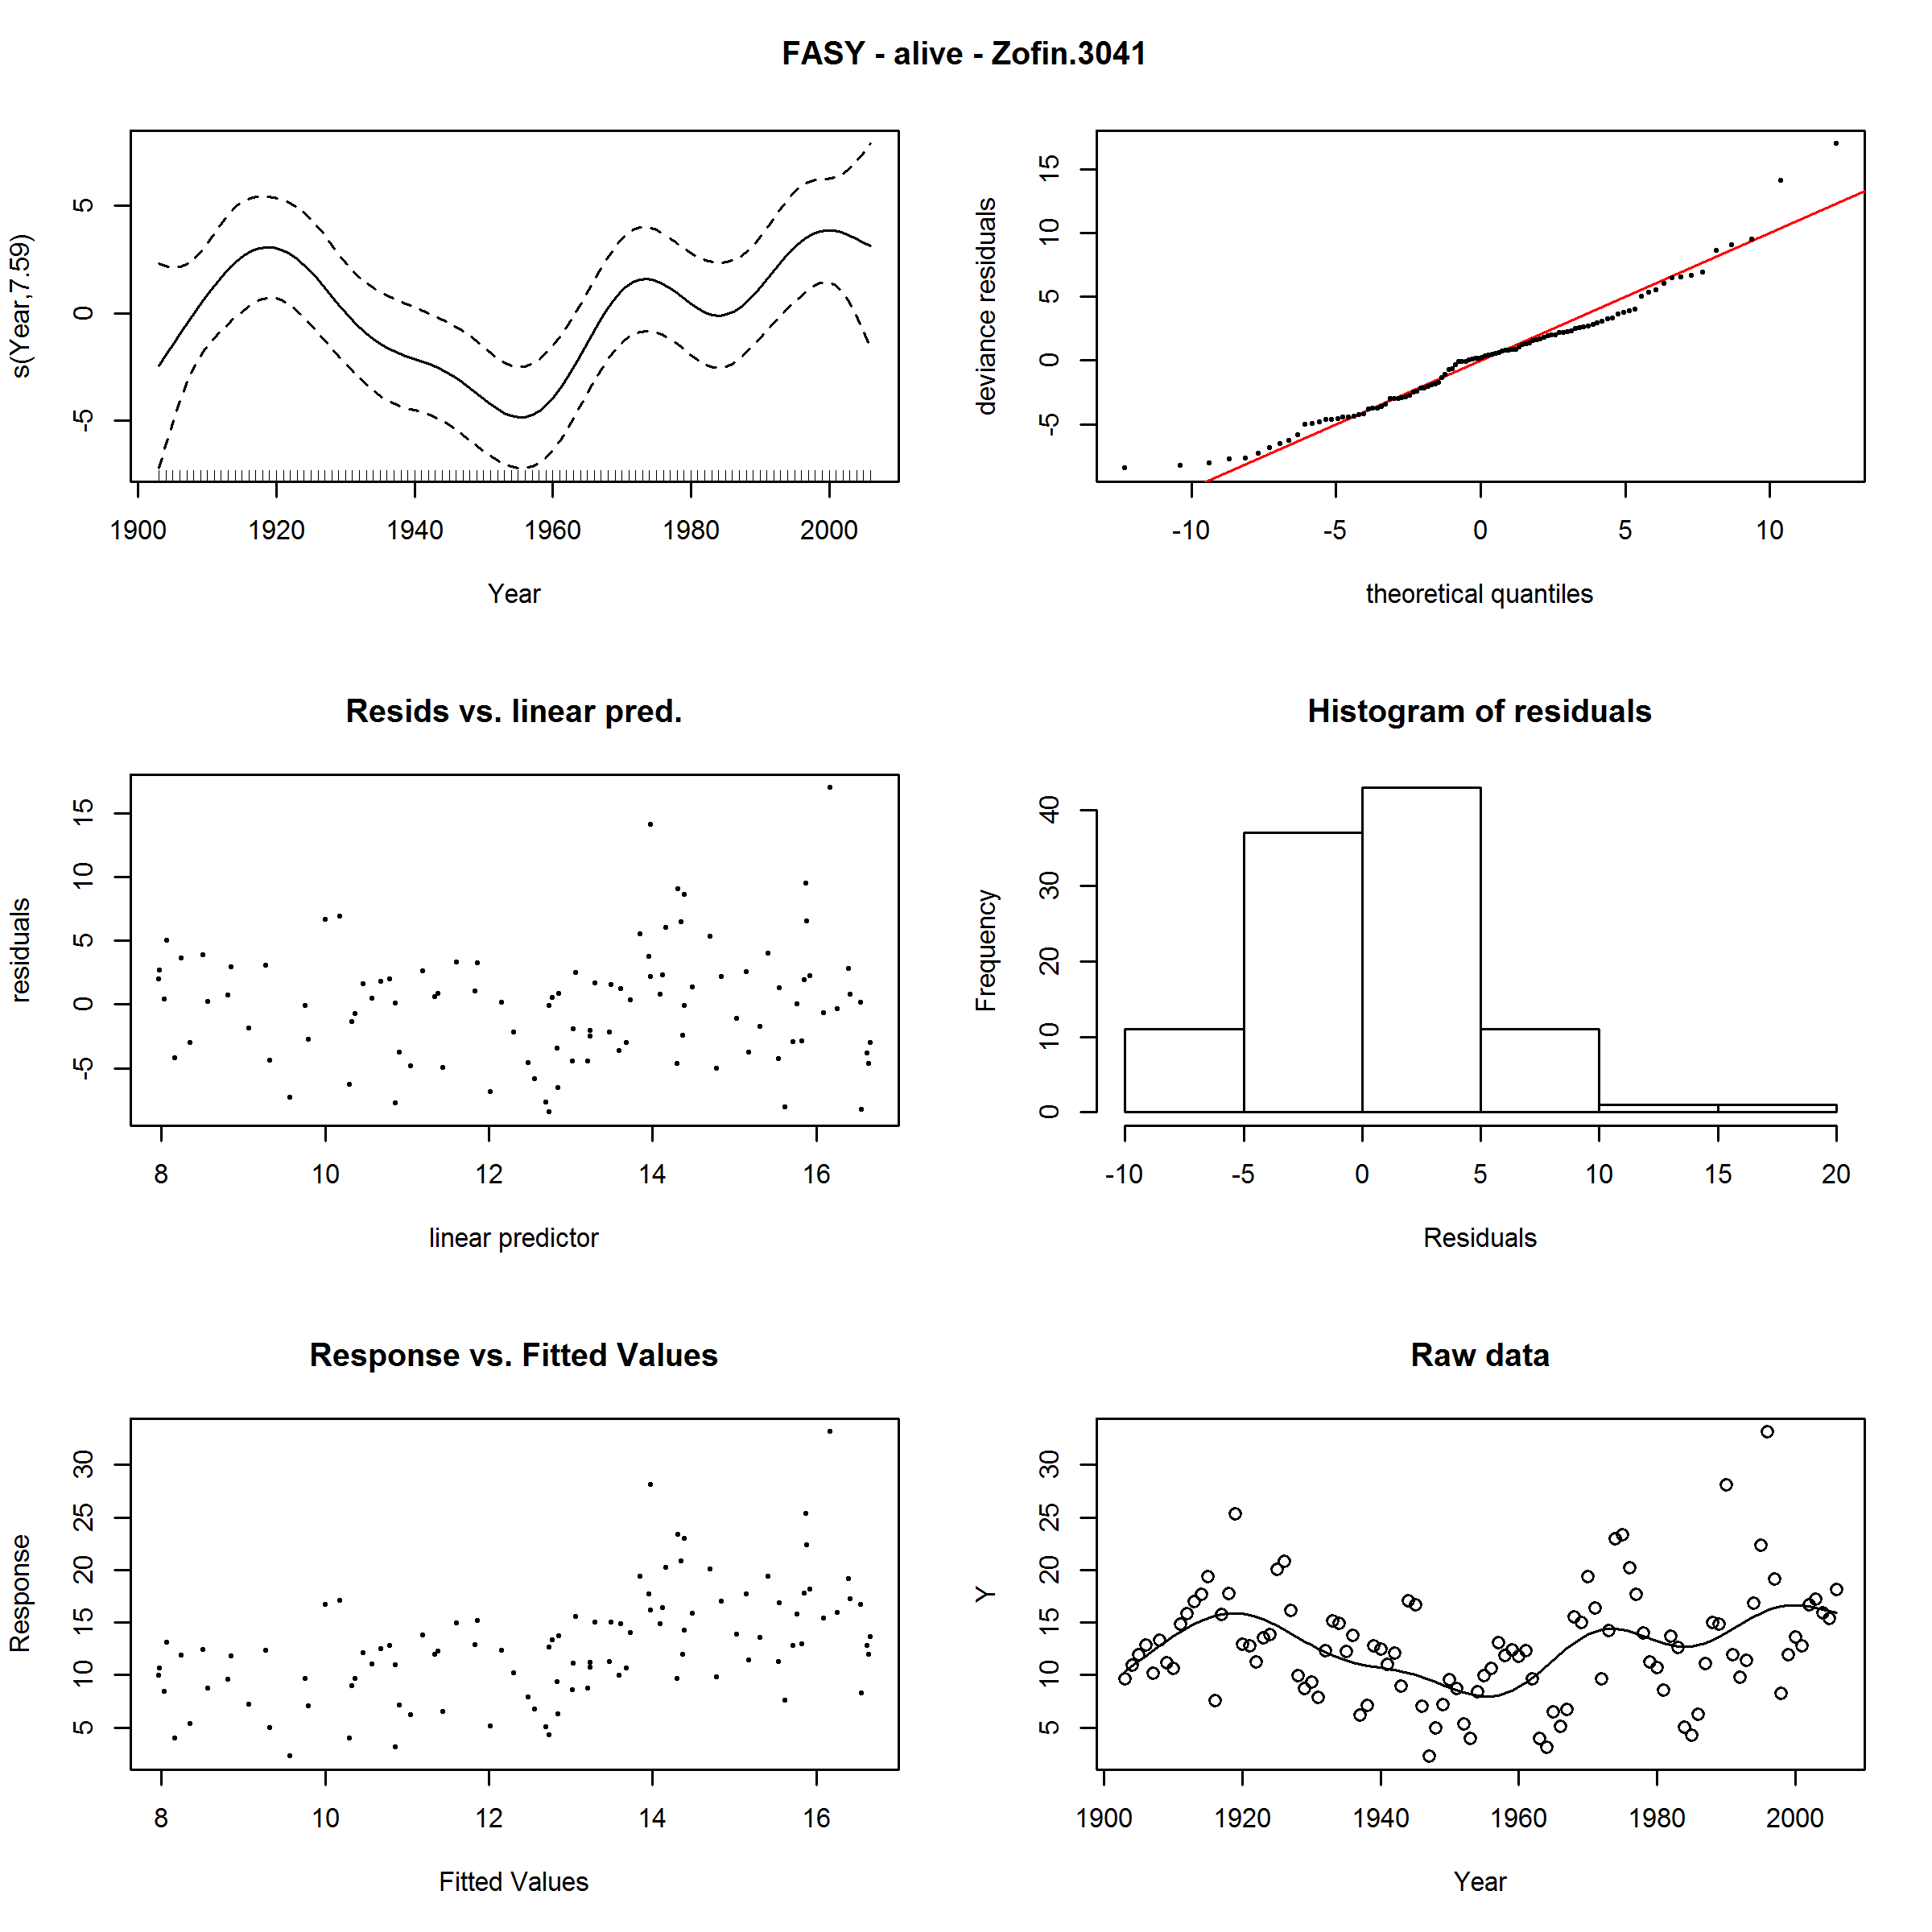 FASY - alive - Zofin.3041
s(Year,7.59)
5
0
-5
1900 1920 1940 1960 1980 2000
Year
deviance residuals
15
10
5
0
-5
-10 -5 0 5 10
theoretical quantiles
Resids vs. linear pred.
residuals
15
10
5
0
-5
8 10 12 14 16
linear predictor
Histogram of residuals
Frequency
40
30
20
10
0
-10 -5 0 5 10 15 20
Residuals
Response vs. Fitted Values
Response
30
25
20
15
10
5
8 10 12 14 16
Fitted Values
Raw data
Y
30
25
20
15
10
5
1900 1920 1940 1960 1980 2000
Year